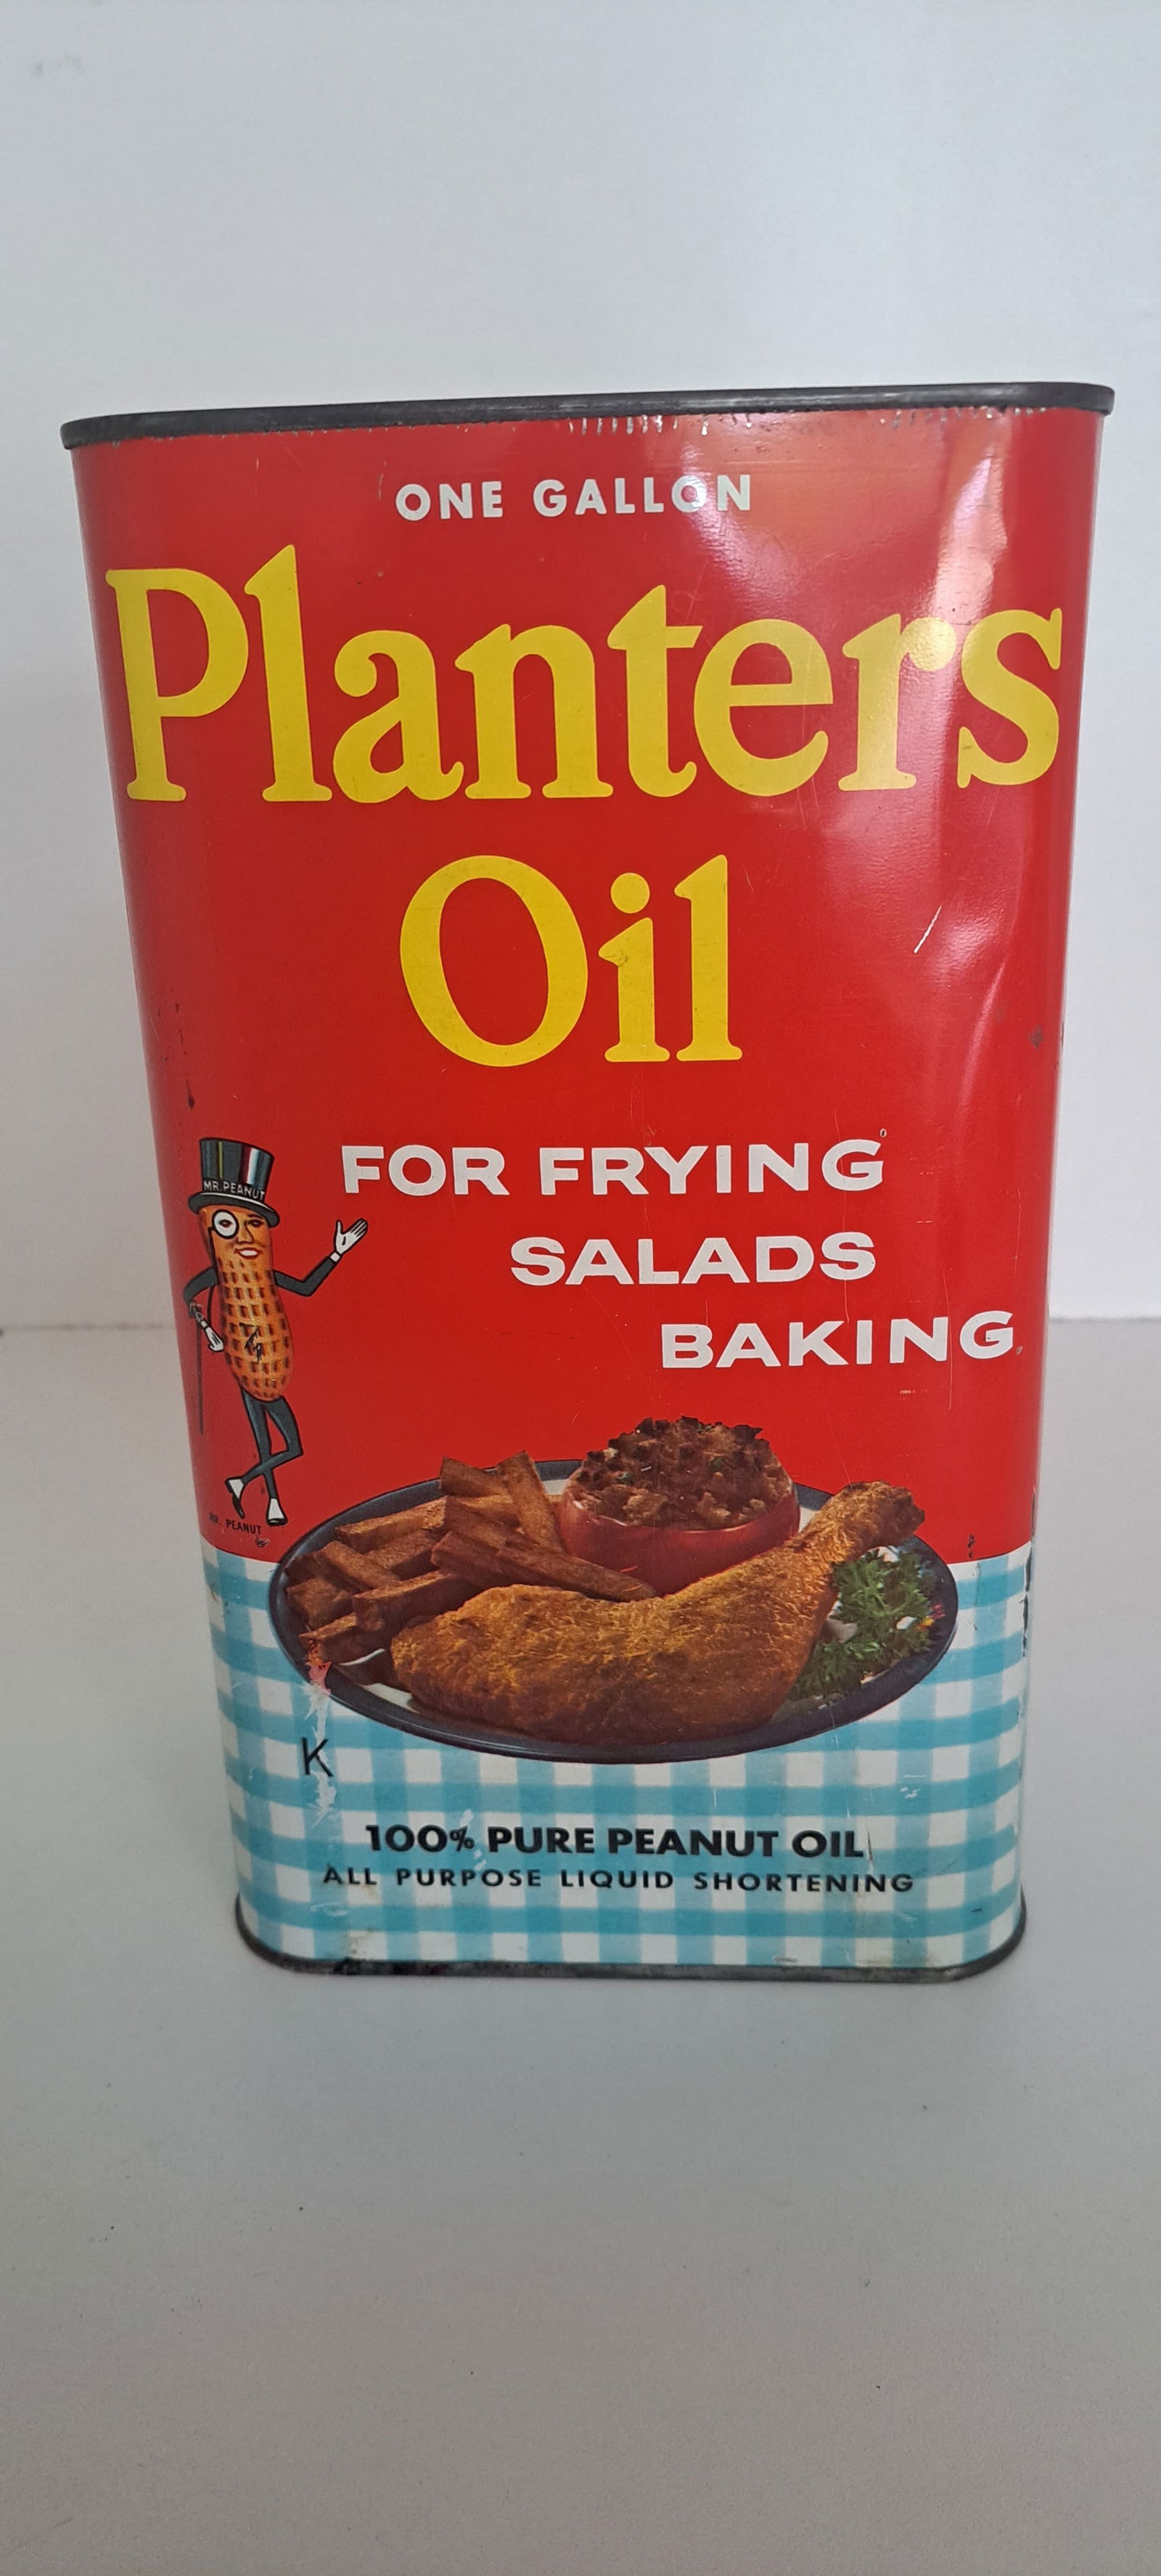 ONE GALLON
Planters
Oil
FOR FRYING
SALADS
BAKING
MR. PEANUT
MR. PEANUT
K
100% PURE PEANUT OIL
ALL PURPOSE LIQUID SHORTENING